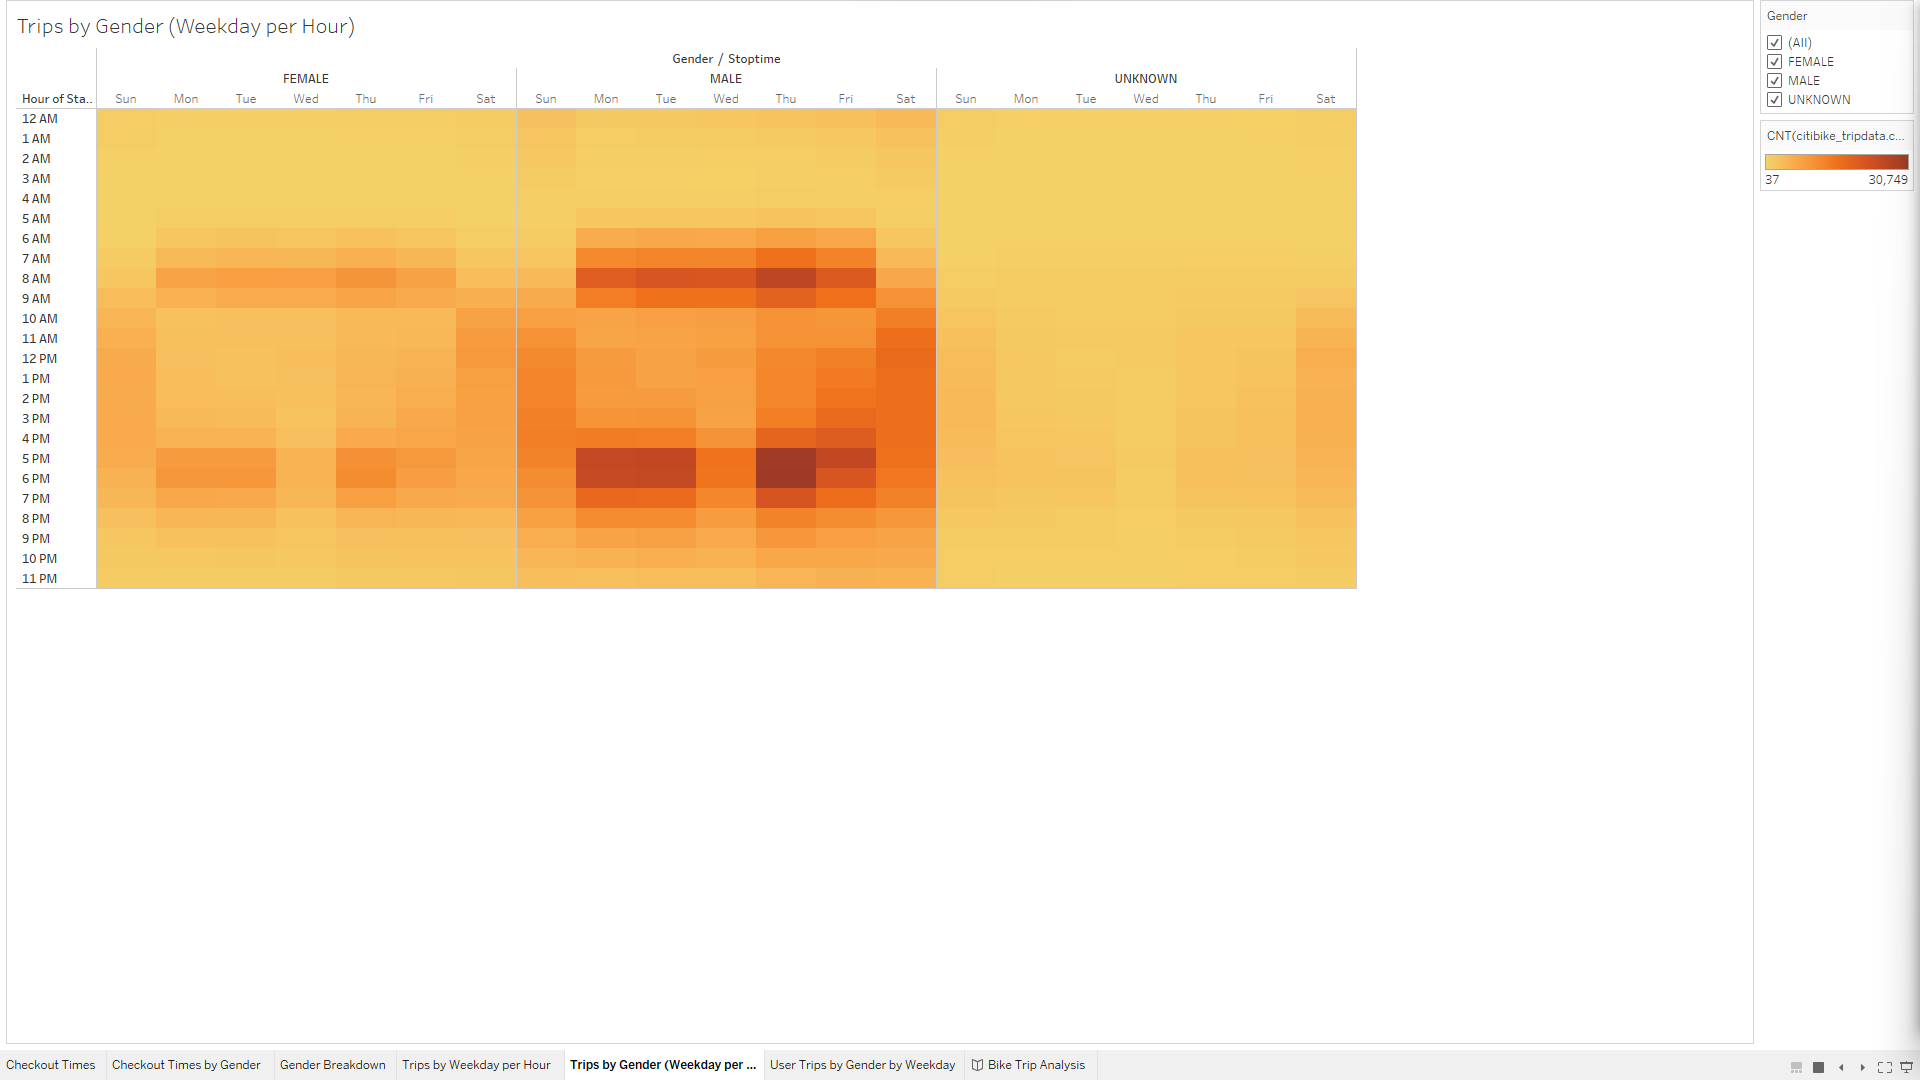 Trips by Gender (Weekday per Hour)
Gender / Stoptime
FEMALE MALE UNKNOWN
Hour of Sta.. Sun Mon Tue Wed Thu Fri Sat Sun Mon Tue Wed Thu Fri Sat Sun Mon Tue Wed Thu Fri Sat
12 AM
1 AM
2 AM
3 AM
4 AM
5 AM
6 AM
7 AM
8 AM
9 AM
10 AM
11 AM
12 PM
1 PM
2 PM
3 PM
4 PM
5 PM
6 PM
7 PM
8 PM
9 PM
10 PM
11 PM
Gender
(All)
FEMALE
MALE
UNKNOWN
CNT(citibike_tripdata.c...
37 30,749
Checkout Times Checkout Times by Gender Gender Breakdown Trips by Weekday per Hour Trips by Gender (Weekday per ... User Trips by Gender by Weekday Bike Trip Analysis